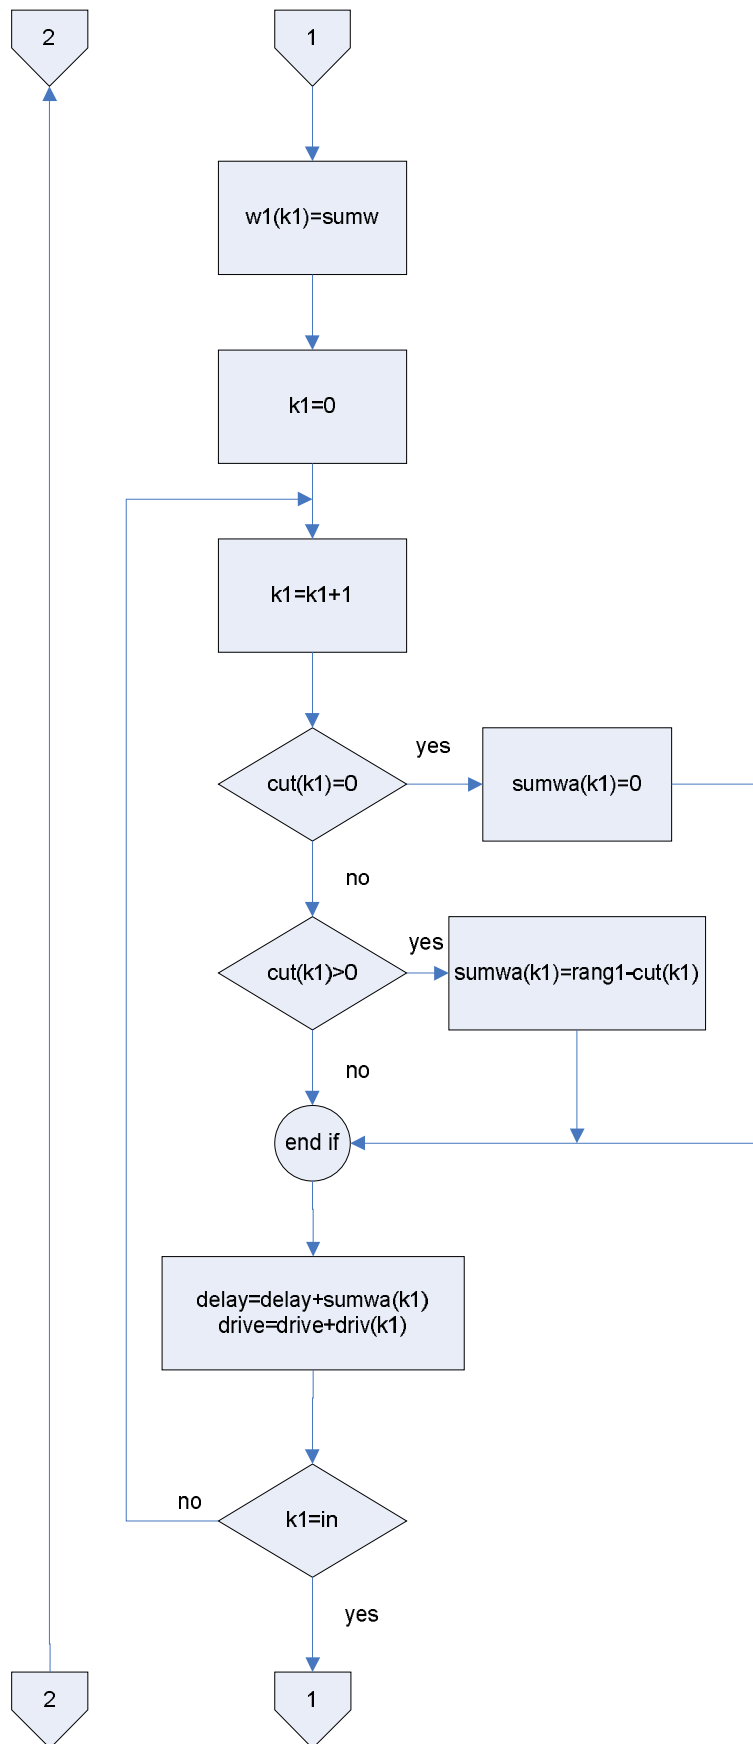 2
1
w1(k1)=sumw
k1=0
k1=k1+1
cut(k1)=0
yes
sumwa(k1)=0
no
cut(k1)>0
yes
sumwa(k1)=rang1-cut(k1)
no
end if
delay=delay+sumwa(k1)
drive=drive+driv(k1)
no
k1=in
yes
2
1